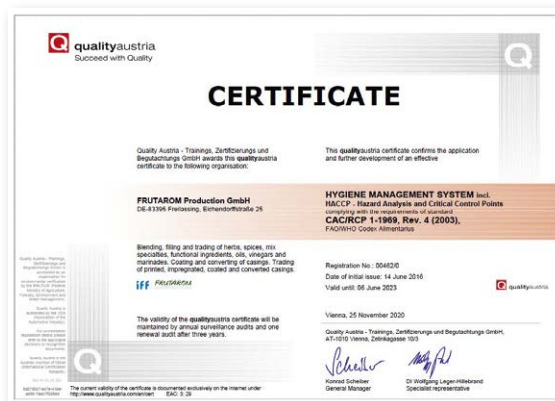 Q qualityaustria
Succeed with Quality
Q
CERTIFICATE
Quality Austria - Trainings, Zertifizierungs und
Begutachtungs GmbH awards this qualityaustria
certificate to the following organisation:
This qualityaustria certificate confirms the application
and further development of an effective
FRUTAROM Production GmbH
DE-83395 Freilassing, Eichendorffstraße 25
HYGIENE MANAGEMENT SYSTEM incl.
HACCP - Hazard Analysis and Critical Control Points
complying with the requirements of standard
CAC/RCP 1-1969, Rev. 4 (2003),
FAO/WHO Codex Alimentarius
Blending, filling and trading of herbs, spices, mix
specialties, functional ingredients, oils, vinegars and
marinades. Coating and converting of casings. Trading
of printed, impregnated, coated and converted casings.
iff FRUTAROM
Registration No.: 00462/0
Date of initial issue: 14 June 2016
Valid until: 06 June 2023
Q qualityaustria
The validity of the qualityaustria certificate will be
maintained by annual surveillance audits and one
renewal audit after three years.
Vienna, 25 November 2020
Quality Austria - Trainings, Zertifizierungs und Begutachtungs GmbH,
AT-1010 Vienna, Zelinkagasse 10/3
Konrad Scheiber
General Manager
DI Wolfgang Leger-Hillebrand
Specialist representative
Q
The current validity of the certificate is documented exclusively on the Internet under
http://www.qualityaustria.com/en/cert
EAC: 3; 29